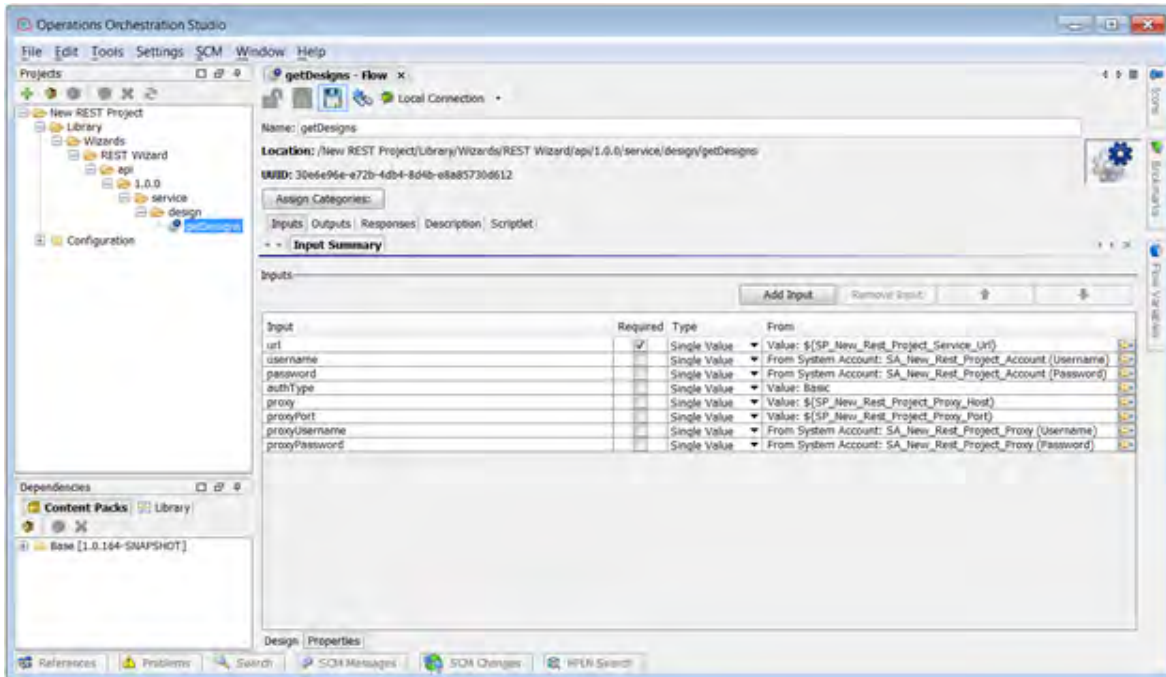 Operations Orchestration Studio
File Edit Tools Settings SCM Window Help
Projects
New REST Project
Library
Wizards
REST Wizard
api
1.0.0
service
design
getDesigns
Configuration
Dependencies
Content Packs Library
Base [1.0.164-SNAPSHOT]
getDesigns - Flow
Local Connection
Name: getDesigns
Location: /New REST Project/Library/Wizards/REST Wizard/api/1.0.0/service/design/getDesigns
UUID: 30e6e96e-e72b-4db4-8d4b-e8a85730d612
Assign Categories:
Inputs Outputs Responses Description Scriptlet
Input Summary
Inputs
Add Input Remove Input
Input Required Type From
url Single Value Value: ${SP_New_Rest_Project_Service_Url}
username Single Value From System Account: SA_New_Rest_Project_Account (Username)
password Single Value From System Account: SA_New_Rest_Project_Account (Password)
authType Single Value Value: Basic
proxy Single Value Value: ${SP_New_Rest_Project_Proxy_Host}
proxyPort Single Value Value: ${SP_New_Rest_Project_Proxy_Port}
proxyUsername Single Value From System Account: SA_New_Rest_Project_Proxy (Username)
proxyPassword Single Value From System Account: SA_New_Rest_Project_Proxy (Password)
Design Properties
Icons
Bookmarks
Flow Variables
References Problems Search SCM Messages SCM Changes HPLN Search